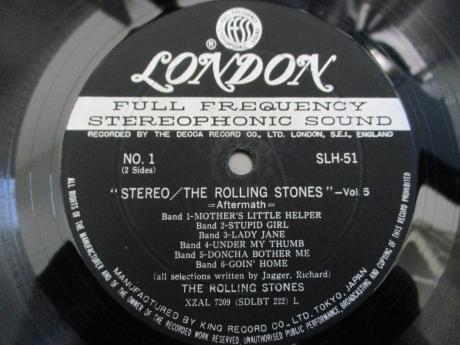 FULL FREQUENCY STEREOPHONIC SOUND
®
LONDON
FULL FREQUENCY
STEREOPHONIC SOUND
RECORDED BY THE DECCA RECORD CO., LTD. LONDON, S.E.I., ENGLAND
NO. 1
SLH-51
(2 Sides)
"STEREO/THE ROLLING STONES"-Vol. 5
=Aftermath=
Band 1-MOTHER'S LITTLE HELPER
Band 2-STUPID GIRL
Band 3-LADY JANE
Band 4-UNDER MY THUMB
Band 5-DONCHA BOTHER ME
Band 6-GOIN' HOME
(all selections written by Jagger, Richard)
THE ROLLING STONES
XZAL 7209 (SDLBT 222) L
MANUFACTURED BY KING RECORD CO., LTD. TOKYO, JAPAN
ALL RIGHTS OF THE MANUFACTURER AND OF THE OWNER OF THE RECORDED WORK RESERVED. UNAUTHORISED PUBLIC PERFORMANCE, BROADCASTING AND COPYING OF THIS RECORD PROHIBITED